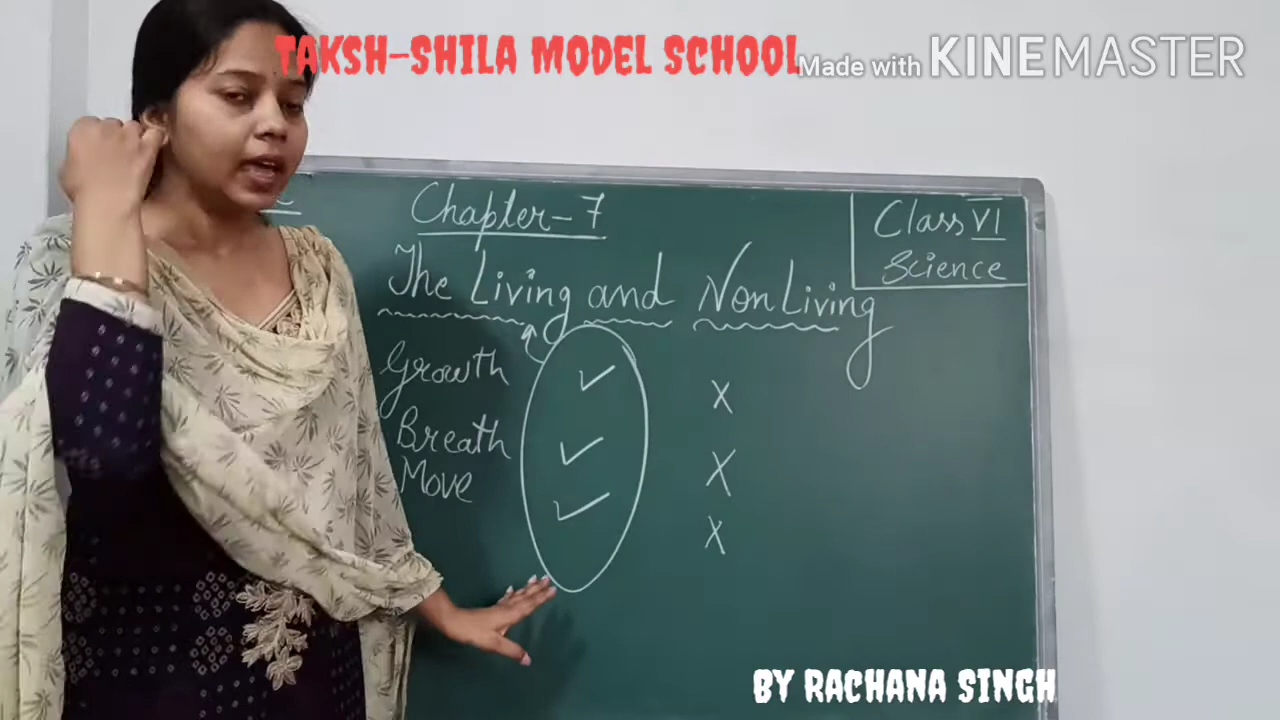 TAKSH-SHILA MODEL SCHOOL
Made with KINEMASTER
Chapter-7
Class VI
Science
The Living and Non Living
Growth ✓ X
Breath ✓ X
Move ✓ X
BY RACHANA SINGH